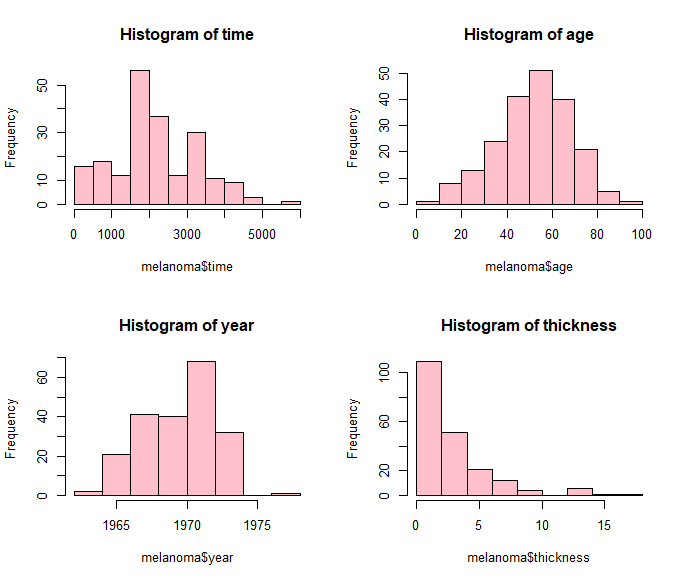 Histogram of time
Frequency
0 10 30 50
0 1000 3000 5000
melanoma$time
Histogram of age
Frequency
0 10 20 30 40 50
0 20 40 60 80 100
melanoma$age
Histogram of year
Frequency
0 20 40 60
1965 1970 1975
melanoma$year
Histogram of thickness
Frequency
0 20 60 100
0 5 10 15
melanoma$thickness